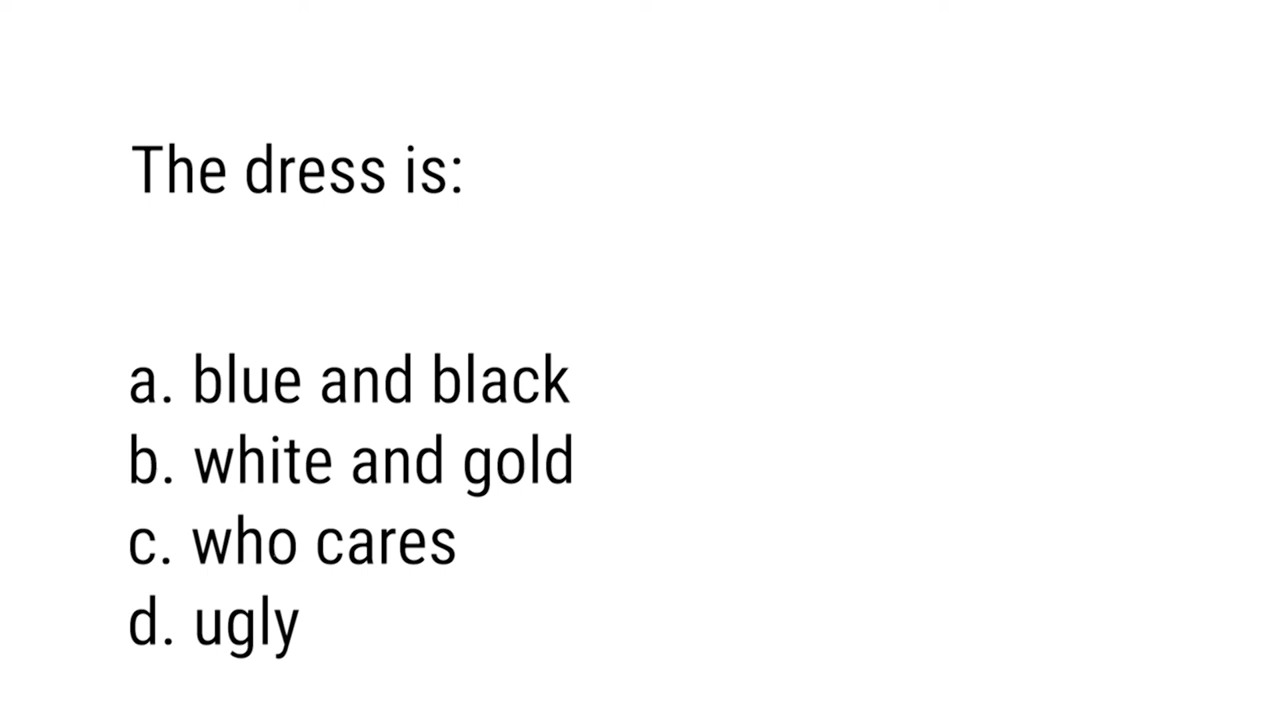 The dress is:
a. blue and black
b. white and gold
c. who cares
d. ugly